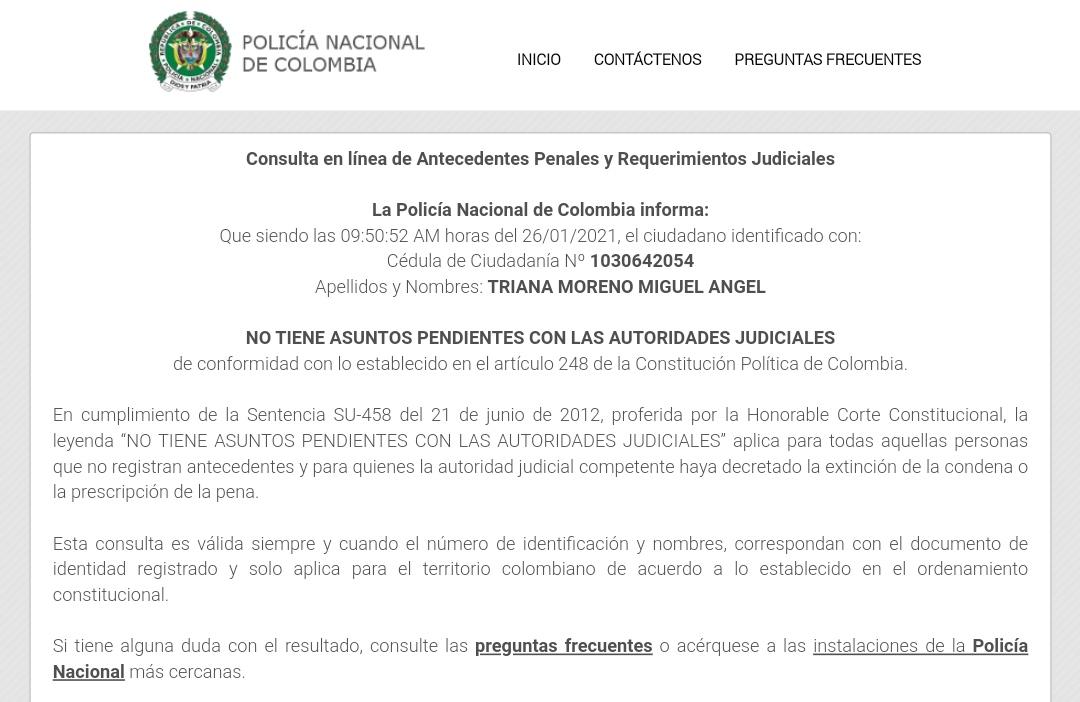 REPÚBLICA DE COLOMBIA
POLICÍA NACIONAL
DIOS Y PATRIA
POLICÍA NACIONAL
DE COLOMBIA
INICIO CONTÁCTENOS PREGUNTAS FRECUENTES
Consulta en línea de Antecedentes Penales y Requerimientos Judiciales
La Policía Nacional de Colombia informa:
Que siendo las 09:50:52 AM horas del 26/01/2021, el ciudadano identificado con:
Cédula de Ciudadanía Nº 1030642054
Apellidos y Nombres: TRIANA MORENO MIGUEL ANGEL
NO TIENE ASUNTOS PENDIENTES CON LAS AUTORIDADES JUDICIALES
de conformidad con lo establecido en el artículo 248 de la Constitución Política de Colombia.
En cumplimiento de la Sentencia SU-458 del 21 de junio de 2012, proferida por la Honorable Corte Constitucional, la
leyenda “NO TIENE ASUNTOS PENDIENTES CON LAS AUTORIDADES JUDICIALES” aplica para todas aquellas personas
que no registran antecedentes y para quienes la autoridad judicial competente haya decretado la extinción de la condena o
la prescripción de la pena.
Esta consulta es válida siempre y cuando el número de identificación y nombres, correspondan con el documento de
identidad registrado y solo aplica para el territorio colombiano de acuerdo a lo establecido en el ordenamiento
constitucional.
Si tiene alguna duda con el resultado, consulte las preguntas frecuentes o acérquese a las instalaciones de la Policía
Nacional más cercanas.